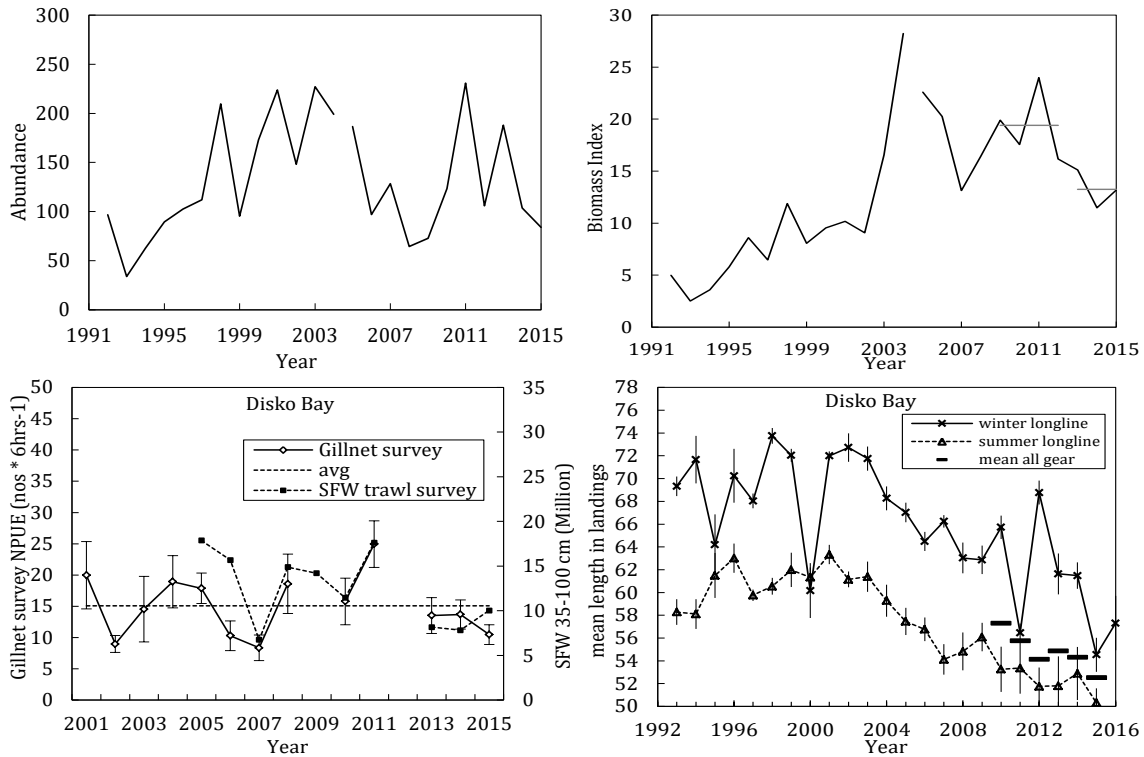 300
250
200
150
100
50
0
Abundance
1991 1995 1999 2003 2007 2011 2015
Year
30
25
20
15
10
5
0
Biomass Index
1991 1995 1999 2003 2007 2011 2015
Year
Disko Bay
50
45
40
35
30
25
20
15
10
5
0
Gillnet survey NPUE (nos * 6hrs-1)
Gillnet survey
avg
SFW trawl survey
35
30
25
20
15
10
5
0
SFW 35-100 cm (Million)
2001 2003 2005 2007 2009 2011 2013 2015
Year
Disko Bay
78
76
74
72
70
68
66
64
62
60
58
56
54
52
50
mean length in landings
winter longline
summer longline
mean all gear
1992 1996 2000 2004 2008 2012 2016
Year